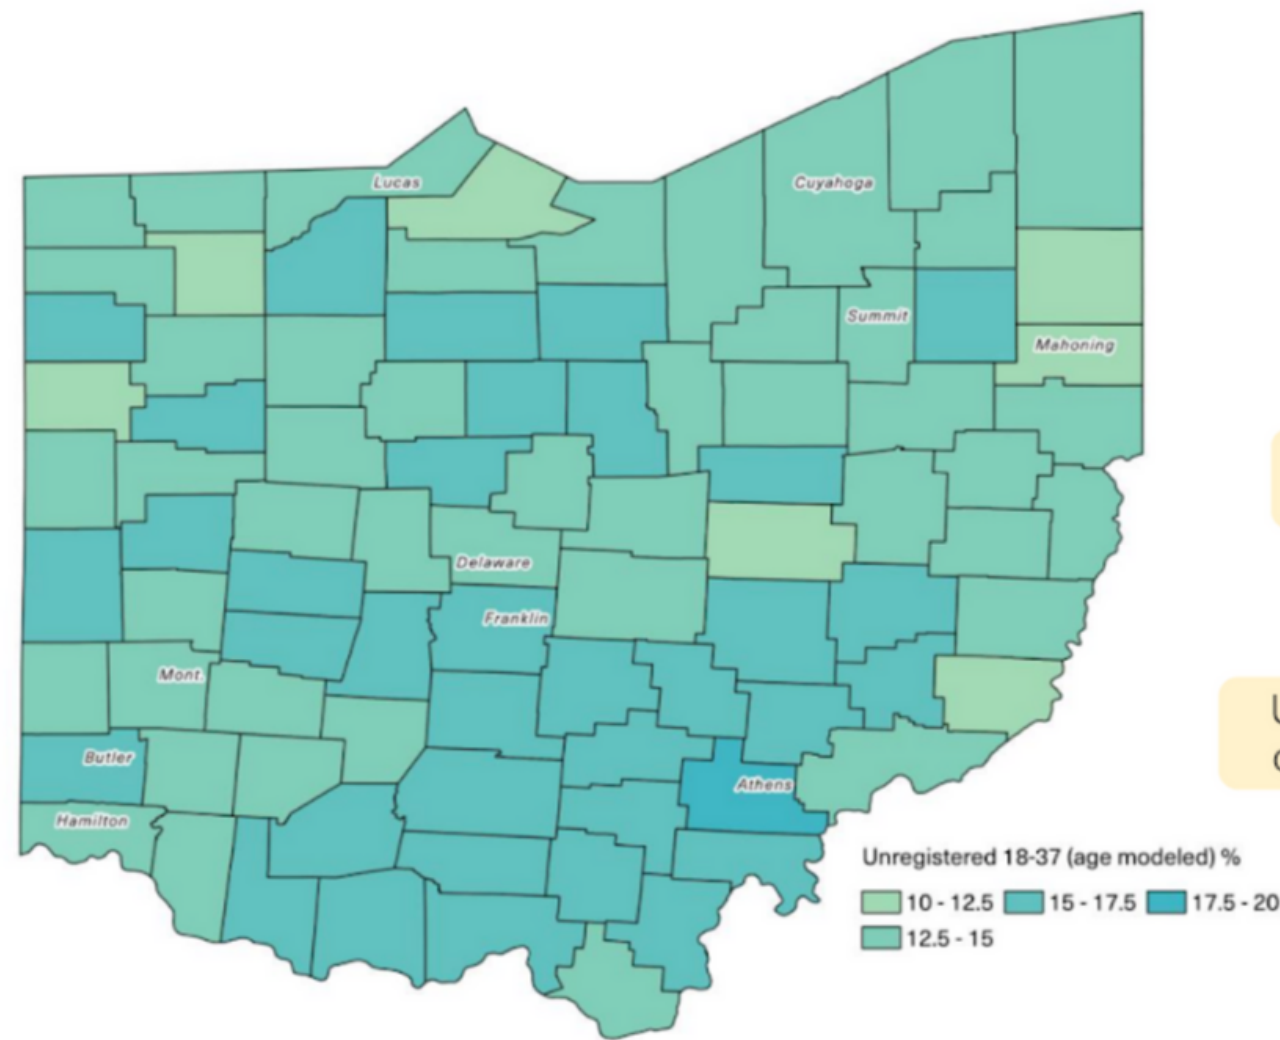 Lucas
Cuyahoga
Summit
Mahoning
Delaware
Franklin
Mont.
Butler
Athens
Hamilton
Unregistered 18-37 (age modeled) %
10 - 12.5 15 - 17.5 17.5 - 20
12.5 - 15